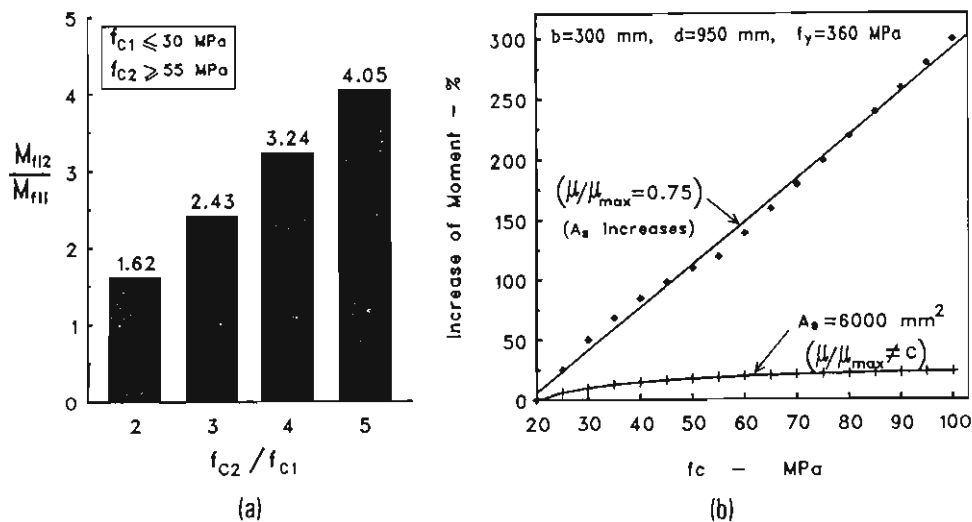 f_C1 ⩽ 30 MPa
f_C2 ⩾ 55 MPa
5
4
3
2
1
0
M_fl2
M_fl1
1.62
2.43
3.24
4.05
2 3 4 5
f_C2 / f_C1
(a)
b=300 mm, d=950 mm, f_y=360 MPa
Increase of Moment - %
300
250
200
150
100
50
0
(μ/μ_max=0.75)
(A_s Increases)
A_s=6000 mm²
(μ/μ_max≠C)
20 30 40 50 60 70 80 90 100
fc - MPa
(b)